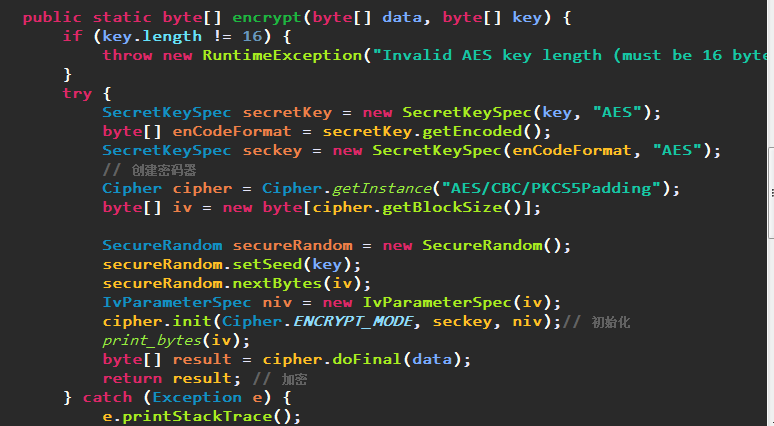 public static byte[] encrypt(byte[] data, byte[] key) {
if (key.length != 16) {
throw new RuntimeException("Invalid AES key length (must be 16 byte
}
try {
SecretKeySpec secretKey = new SecretKeySpec(key, "AES");
byte[] enCodeFormat = secretKey.getEncoded();
SecretKeySpec seckey = new SecretKeySpec(enCodeFormat, "AES");
// 创建密码器
Cipher cipher = Cipher.getInstance("AES/CBC/PKCS5Padding");
byte[] iv = new byte[cipher.getBlockSize()];
SecureRandom secureRandom = new SecureRandom();
secureRandom.setSeed(key);
secureRandom.nextBytes(iv);
IvParameterSpec niv = new IvParameterSpec(iv);
cipher.init(Cipher.ENCRYPT_MODE, seckey, niv);// 初始化
print_bytes(iv);
byte[] result = cipher.doFinal(data);
return result; // 加密
} catch (Exception e) {
e.printStackTrace();